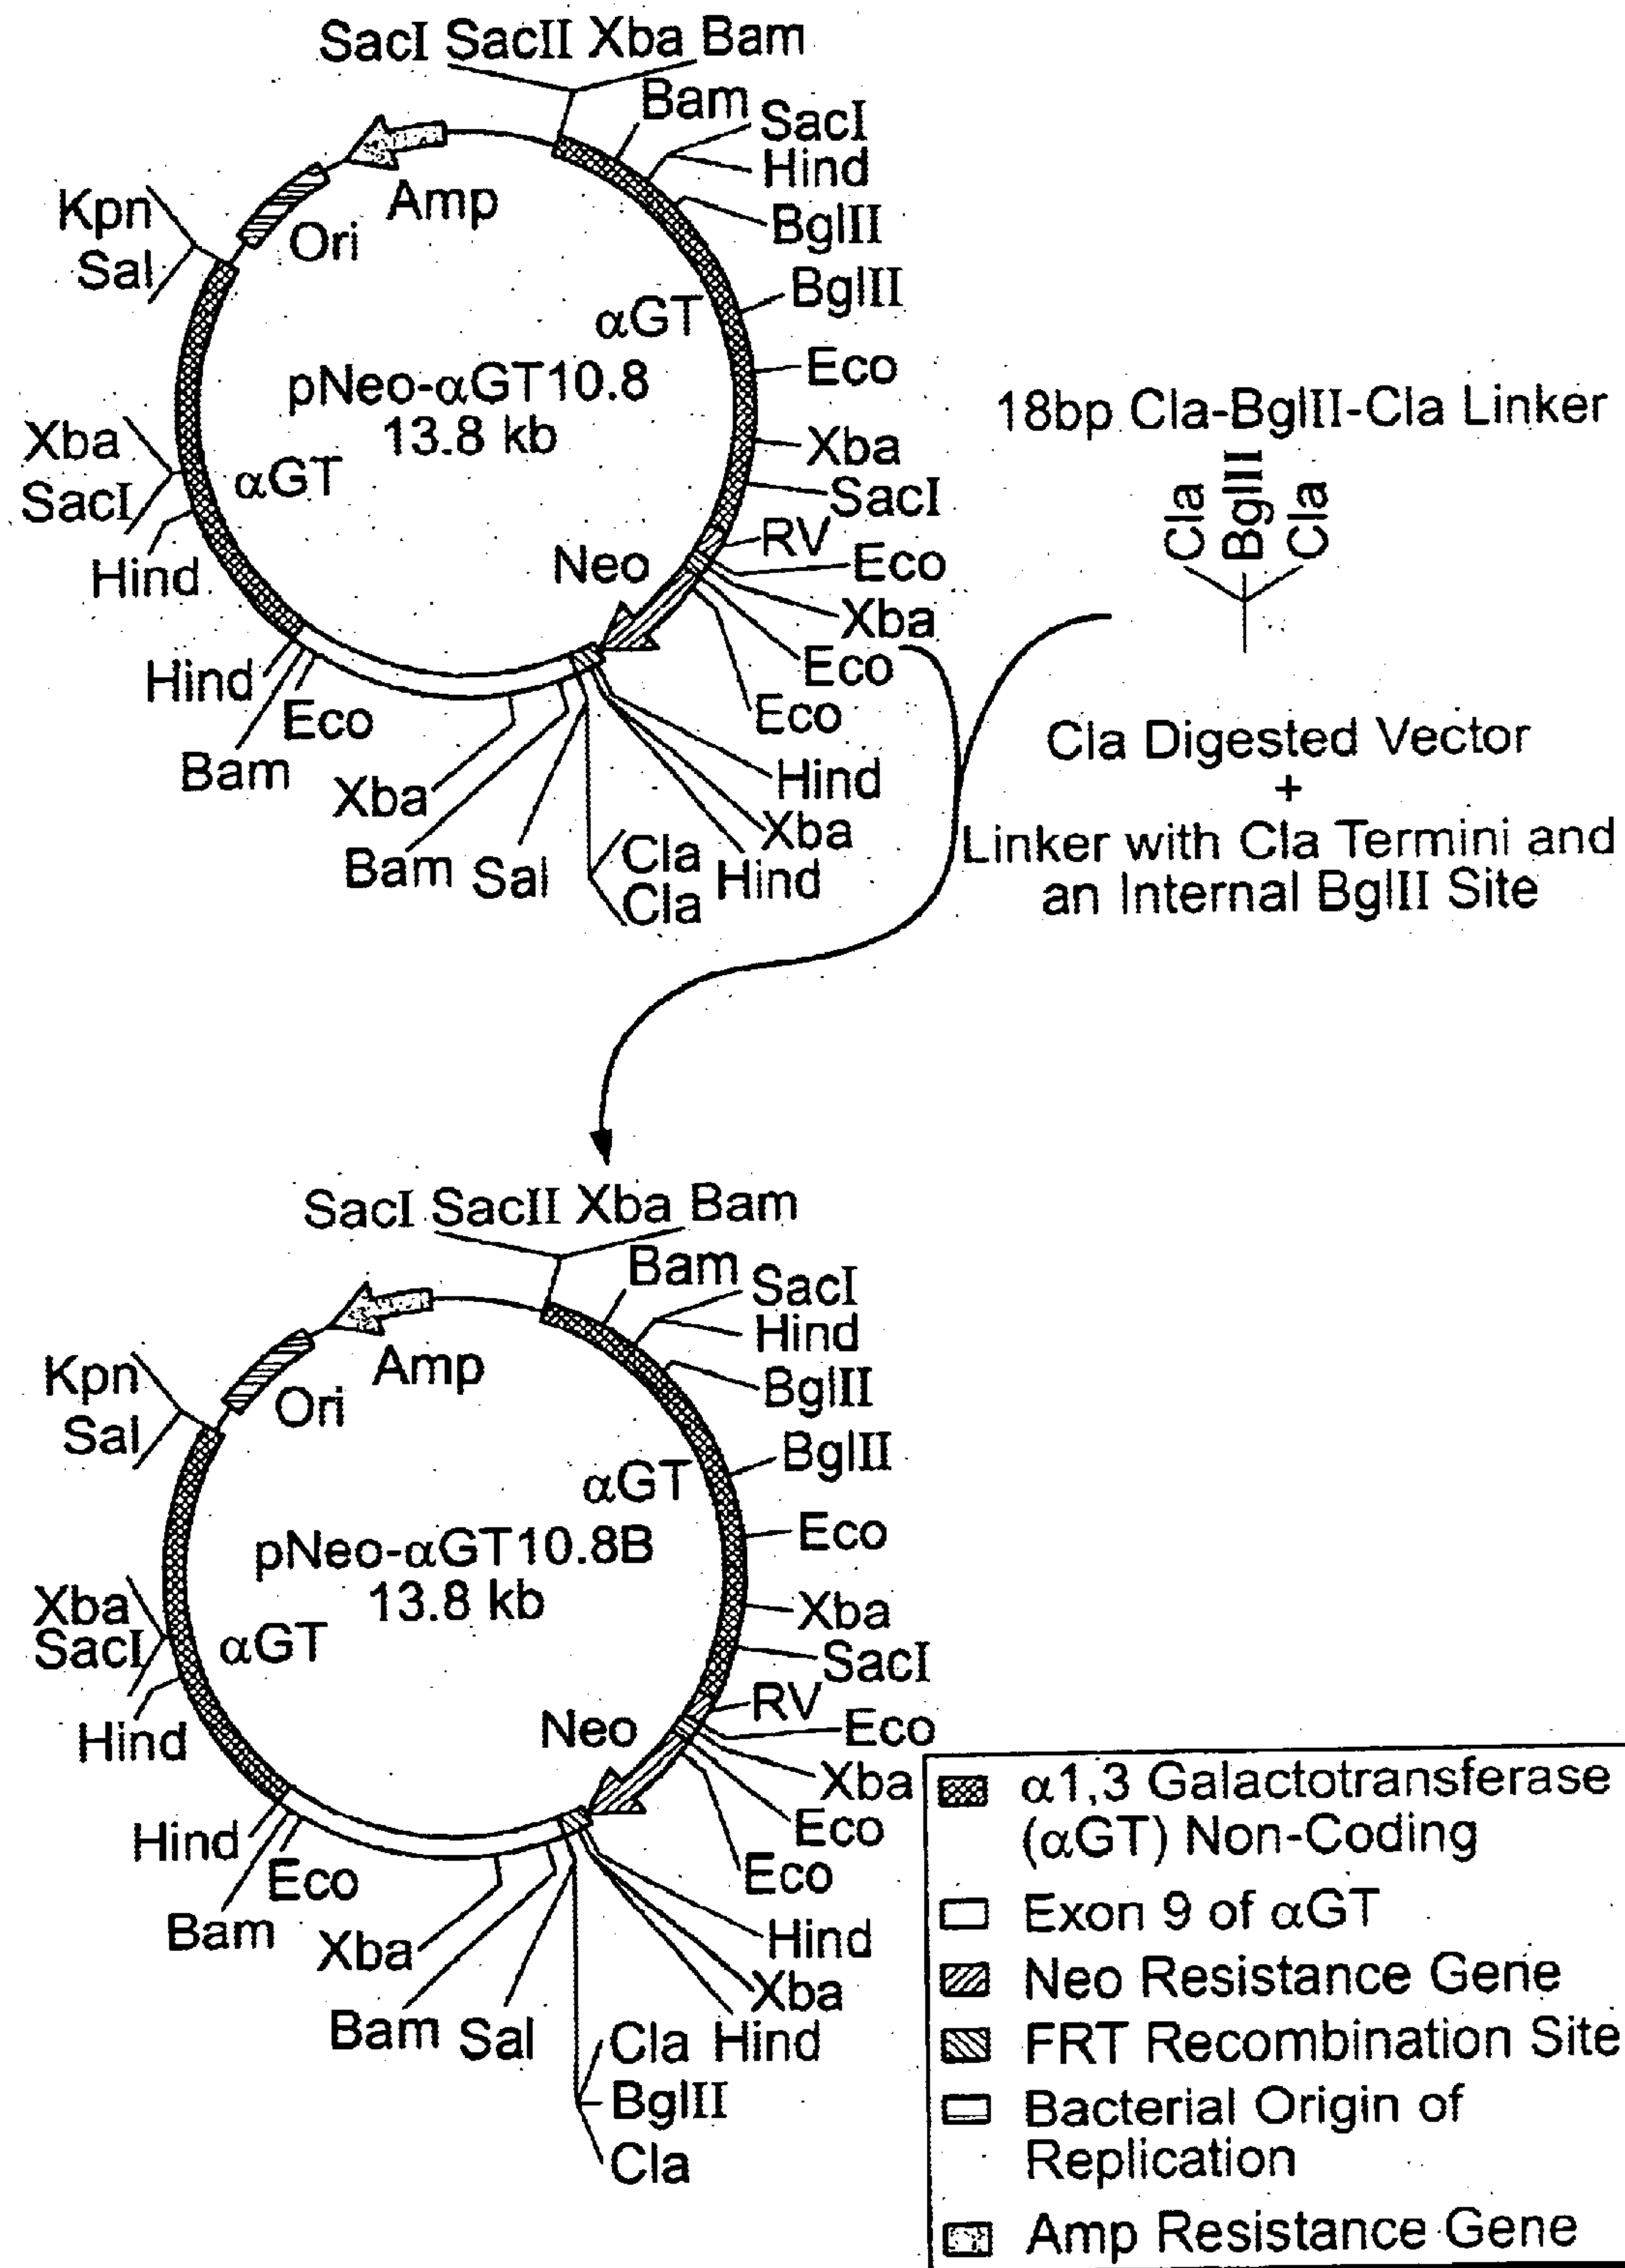 SacI SacII Xba Bam
Bam
SacI
Hind
BglII
BglII
Eco
Xba
SacI
RV
Eco
Xba
Eco
Eco
Hind
Xba
Hind
Cla
Cla
Sal
Bam
Xba
Eco
Bam
Hind
Hind
SacI
Xba
Sal
Kpn
Ori
Amp
αGT
αGT
Neo
pNeo-αGT10.8
13.8 kb
18bp Cla-BglII-Cla Linker
Cla
BglII
Cla
Cla Digested Vector
+
Linker with Cla Termini and
an Internal BglII Site
SacI SacII Xba Bam
Bam
SacI
Hind
BglII
BglII
Eco
Xba
SacI
RV
Eco
Xba
Eco
Eco
Hind
Xba
Hind
Cla
BglII
Cla
Sal
Bam
Xba
Eco
Bam
Hind
Hind
SacI
Xba
Sal
Kpn
Ori
Amp
αGT
αGT
Neo
pNeo-αGT10.8B
13.8 kb
α1,3 Galactotransferase
(αGT) Non-Coding
Exon 9 of αGT
Neo Resistance Gene
FRT Recombination Site
Bacterial Origin of
Replication
Amp Resistance Gene